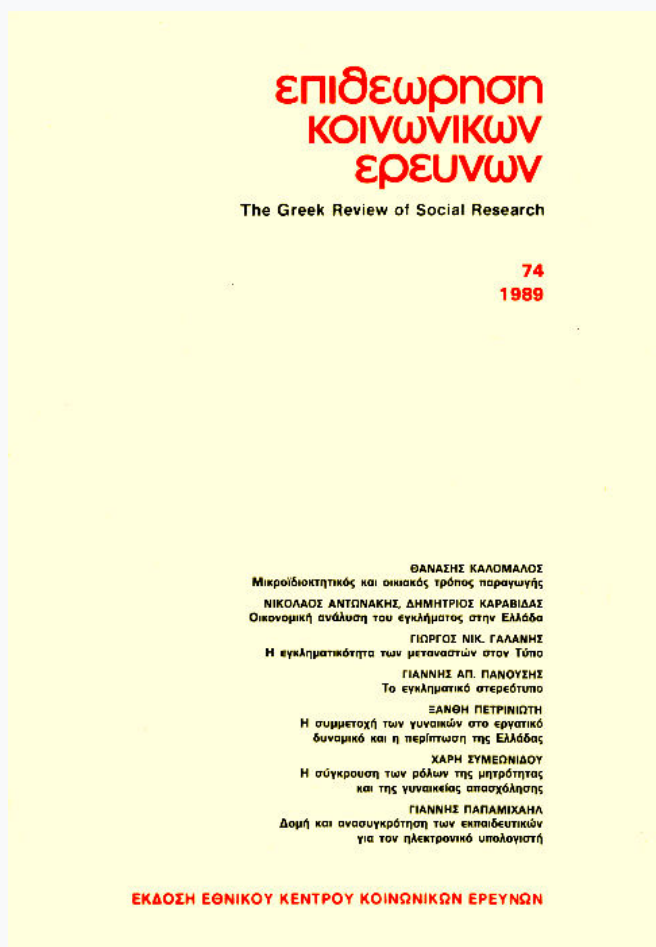 επιθεωρηση
κοινωνικων
ερευνων
The Greek Review of Social Research
74
1989
ΘΑΝΑΣΗΣ ΚΑΛΟΜΑΛΟΣ
Μικροϊδιοκτητικός και οικιακός τρόπος παραγωγής
ΝΙΚΟΛΑΟΣ ΑΝΤΩΝΑΚΗΣ, ΔΗΜΗΤΡΙΟΣ ΚΑΡΑΒΙΔΑΣ
Οικονομική ανάλυση του εγκλήματος στην Ελλάδα
ΓΙΩΡΓΟΣ ΝΙΚ. ΓΑΛΑΝΗΣ
Η εγκληματικότητα των μεταναστών στον Τύπο
ΓΙΑΝΝΗΣ ΑΠ. ΠΑΝΟΥΣΗΣ
Το εγκληματικό στερεότυπο
ΞΑΝΘΗ ΠΕΤΡΙΝΙΩΤΗ
Η συμμετοχή των γυναικών στο εργατικό
δυναμικό και η περίπτωση της Ελλάδας
ΧΑΡΗ ΣΥΜΕΩΝΙΔΟΥ
Η σύγκρουση των ρόλων της μητρότητας
και της γυναικείας απασχόλησης
ΓΙΑΝΝΗΣ ΠΑΠΑΜΙΧΑΗΛ
Δομή και ανασυγκρότηση των εκπαιδευτικών
για τον ηλεκτρονικό υπολογιστή
ΕΚΔΟΣΗ ΕΘΝΙΚΟΥ ΚΕΝΤΡΟΥ ΚΟΙΝΩΝΙΚΩΝ ΕΡΕΥΝΩΝ